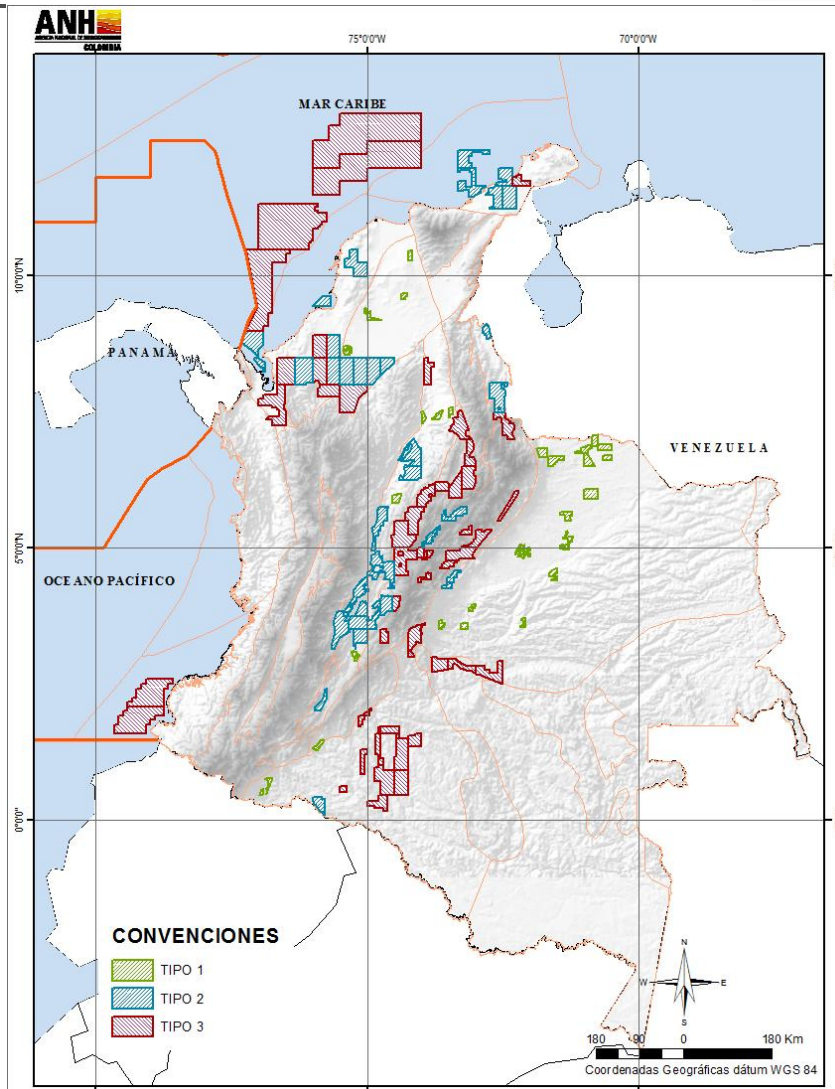 ANH
COLOMBIA
75°0'0"W
70°0'0"W
MAR CARIBE
10°0'0"N
PANAMÁ
VENEZUELA
5°0'0"N
OCEANO PACÍFICO
0°0'0"
CONVENCIONES
TIPO 1
TIPO 2
TIPO 3
N
W
E
S
180 90 0 180 Km
Coordenadas Geográficas dátum WGS 84